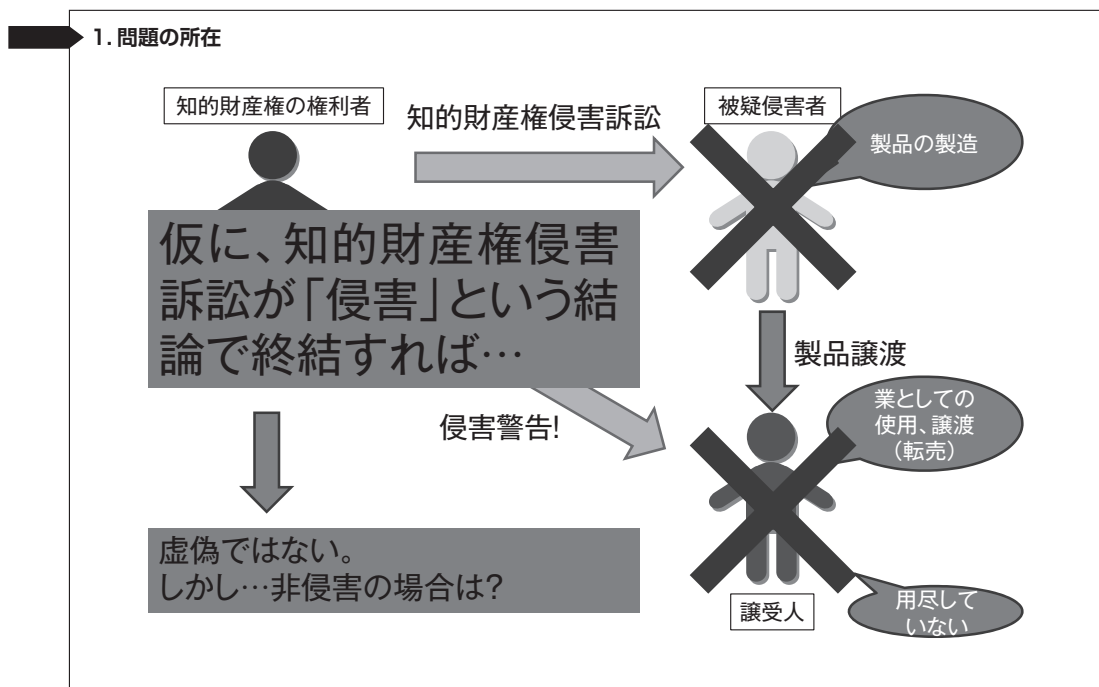 1. 問題の所在
知的財産権の権利者
知的財産権侵害訴訟
被疑侵害者
製品の製造
仮に、知的財産権侵害
訴訟が「侵害」という結
論で終結すれば…
製品譲渡
侵害警告!
業としての
使用、譲渡
（転売）
虚偽ではない。
しかし…非侵害の場合は?
譲受人
用尽して
いない